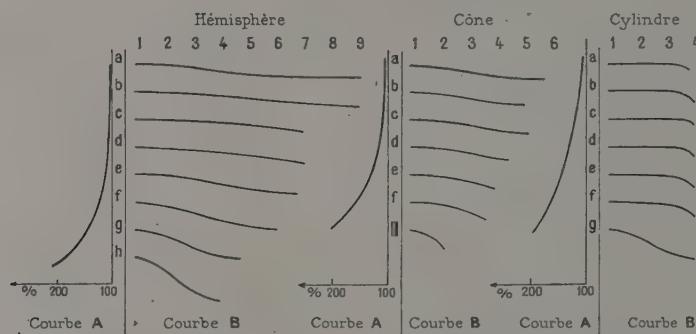 Hémisphère Cône Cylindre
1 2 3 4 5 6 7 8 9 1 2 3 4 5 6 1 2 3 4
a a a
b b b
c c c
d d d
e e e
f f f
g g
h
% 200 100 % 200 100 % 200 100
Courbe A Courbe B Courbe A Courbe B Courbe A Courbe B